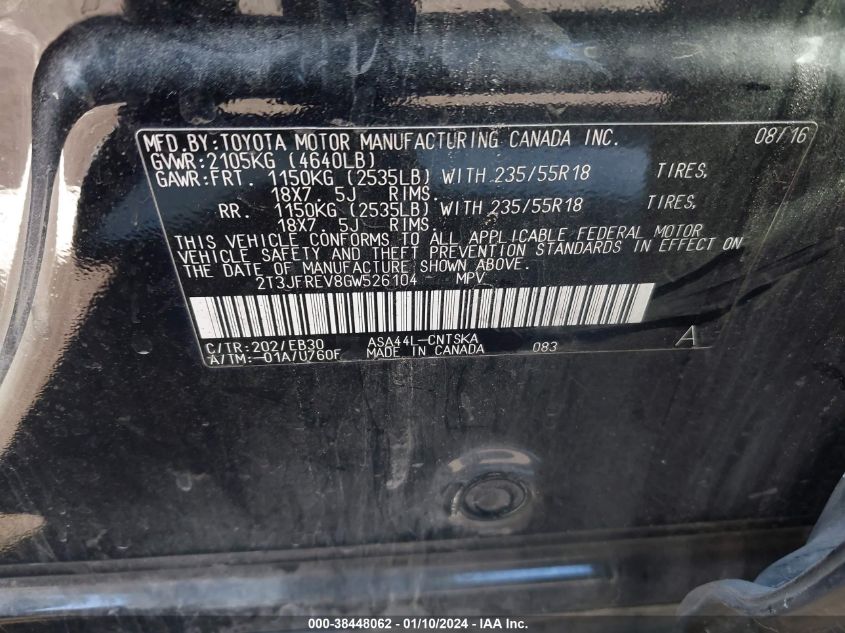 MFD.BY:TOYOTA MOTOR MANUFACTURING CANADA INC. 08/16
GVWR:2105KG (4640LB)
GAWR:FRT. 1150KG (2535LB) WITH 235/55R18 TIRES,
18X7. 5J RIMS.
RR. 1150KG (2535LB) WITH 235/55R18 TIRES,
18X7. 5J RIMS.
THIS VEHICLE CONFORMS TO ALL APPLICABLE FEDERAL MOTOR
VEHICLE SAFETY AND THEFT PREVENTION STANDARDS IN EFFECT ON
THE DATE OF MANUFACTURE SHOWN ABOVE.
2T3JFREV8GW526104 MPV
C/TR:202/EB30 ASA44L-CNTSKA
A/TM:-01A/U760F MADE IN CANADA 083 A
000-38448062 - 01/10/2024 - IAA Inc.